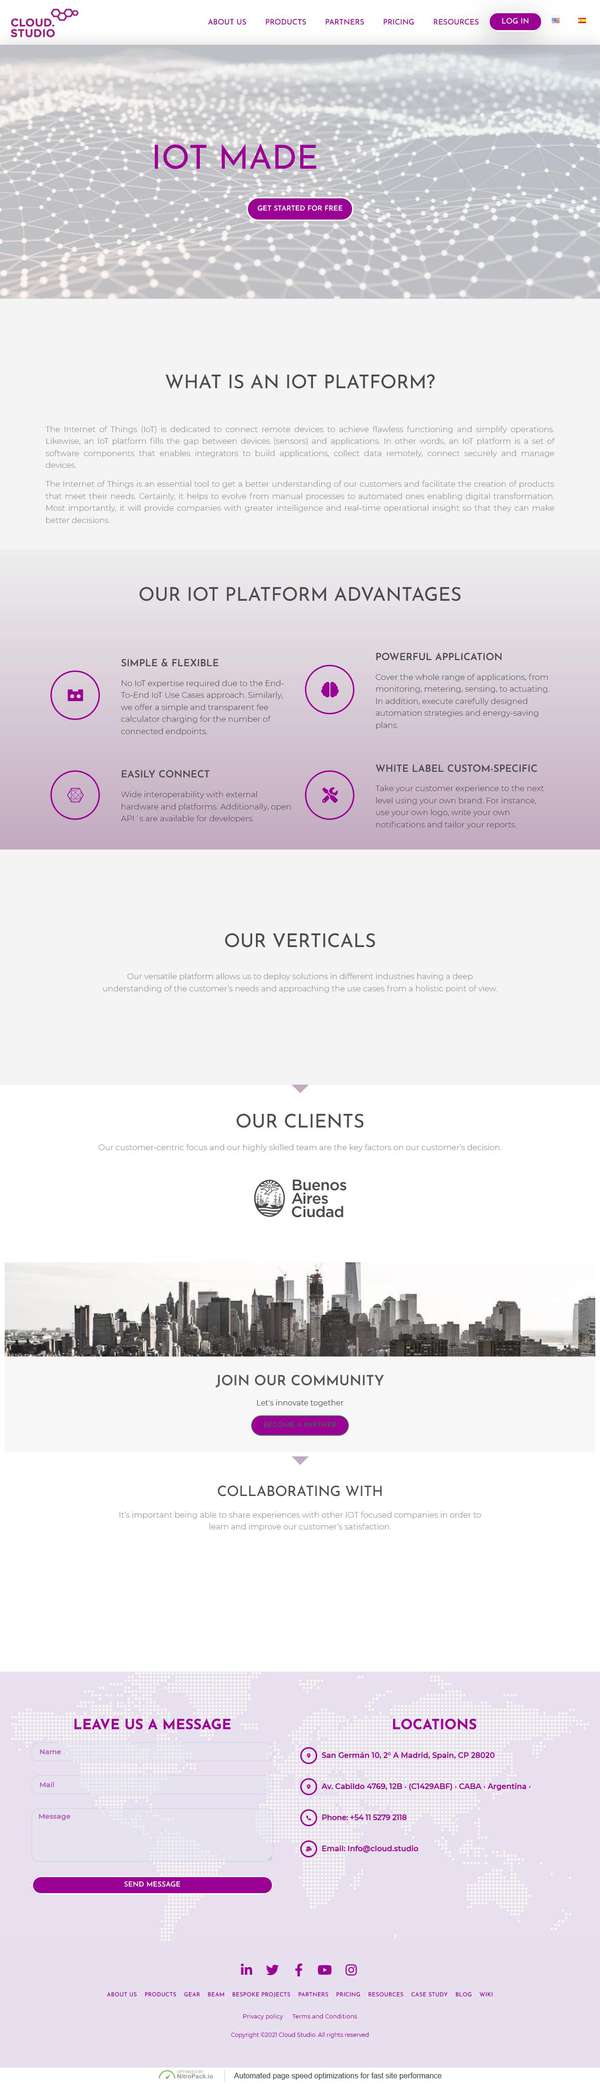 CLOUD.
STUDIO
ABOUT US PRODUCTS PARTNERS PRICING RESOURCES LOG IN
IOT MADE
GET STARTED FOR FREE
WHAT IS AN IOT PLATFORM?
The Internet of Things (IoT) is dedicated to connect remote devices to achieve flawless functioning and simplify operations.
Likewise, an IoT platform fills the gap between devices (sensors) and applications. In other words, an IoT platform is a set of
software components that enables integrators to build applications, collect data remotely, connect securely and manage
devices.
The Internet of Things is an essential tool to get a better understanding of our customers and facilitate the creation of products
that meet their needs. Certainly, it helps to evolve from manual processes to automated ones enabling digital transformation.
Most importantly, it will provide companies with greater intelligence and real-time operational insight so that they can make
better decisions.
OUR IOT PLATFORM ADVANTAGES
SIMPLE & FLEXIBLE
No IoT expertise required due to the End-
To-End IoT Use Cases approach. Similarly,
we offer a simple and transparent fee
calculator charging for the number of
connected endpoints.
POWERFUL APPLICATION
Cover the whole range of applications, from
monitoring, metering, sensing, to actuating.
In addition, execute carefully designed
automation strategies and energy-saving
plans.
EASILY CONNECT
Wide interoperability with external
hardware and platforms. Additionally, open
API´s are available for developers.
WHITE LABEL CUSTOM-SPECIFIC
Take your customer experience to the next
level using your own brand. For instance,
use your own logo, write your own
notifications and tailor your reports.
OUR VERTICALS
Our versatile platform allows us to deploy solutions in different industries having a deep
understanding of the customer's needs and approaching the use cases from a holistic point of view.
OUR CLIENTS
Our customer-centric focus and our highly skilled team are the key factors on our customer's decision.
Buenos
Aires
Ciudad
JOIN OUR COMMUNITY
Let's innovate together
BECOME A PARTNER
COLLABORATING WITH
It's important being able to share experiences with other IOT focused companies in order to
learn and improve our customer's satisfaction.
LEAVE US A MESSAGE
Name
Mail
Message
SEND MESSAGE
LOCATIONS
San Germán 10, 2º A Madrid, Spain, CP 28020
Av. Cabildo 4769, 12B · (C1429ABF) · CABA · Argentina ·
Phone: +54 11 5279 2118
Email: Info@cloud.studio
ABOUT US PRODUCTS GEAR BEAM BESPOKE PROJECTS PARTNERS PRICING RESOURCES CASE STUDY BLOG WIKI
Privacy policy Terms and Conditions
Copyright ©2021 Cloud Studio. All rights reserved
OPTIMIZED BY
NitroPack.io
Automated page speed optimizations for fast site performance